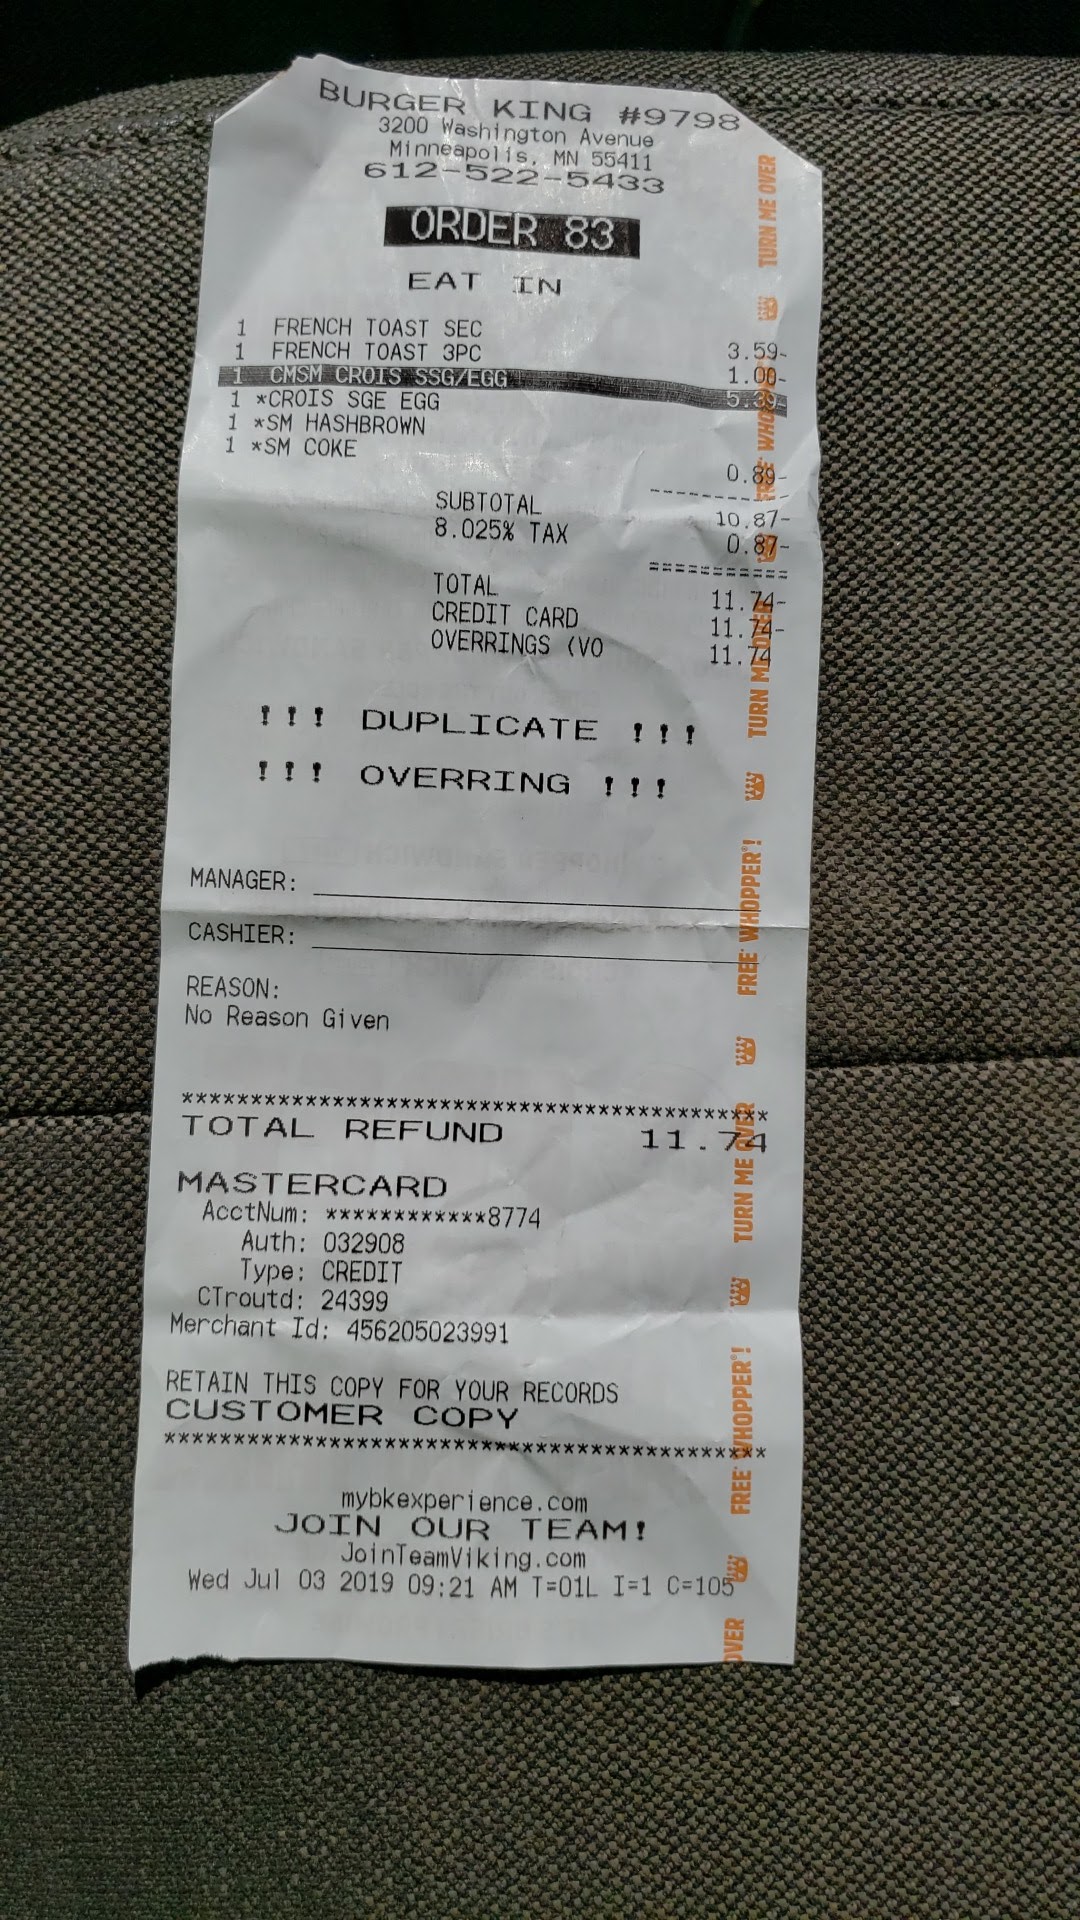 BURGER KING #9798
3200 Washington Avenue
Minneapolis, MN 55411
612-522-5433
ORDER 83
EAT IN
1 FRENCH TOAST SEC 3.59-
1 FRENCH TOAST 3PC 1.00-
1 CMSM CROIS SSG/EGG 5.39-
1 *CROIS SGE EGG
1 *SM HASHBROWN
1 *SM COKE 0.89-
SUBTOTAL 10.87-
8.025% TAX 0.87-
TOTAL 11.74-
CREDIT CARD 11.74-
OVERRINGS (VO 11.74
!!! DUPLICATE !!!
!!! OVERRING !!!
MANAGER:
CASHIER:
REASON:
No Reason Given
******************************************
TOTAL REFUND 11.74
MASTERCARD
AcctNum: ************8774
Auth: 032908
Type: CREDIT
CTroutd: 24399
Merchant Id: 456205023991
RETAIN THIS COPY FOR YOUR RECORDS
CUSTOMER COPY
******************************************
mybkexperience.com
JOIN OUR TEAM!
JoinTeamViking.com
Wed Jul 03 2019 09:21 AM T=01L I=1 C=105
TURN ME OVER
FREE WHOPPER®!
TURN ME OVER
FREE WHOPPER®!
TURN ME OVER
FREE WHOPPER®!
OVER